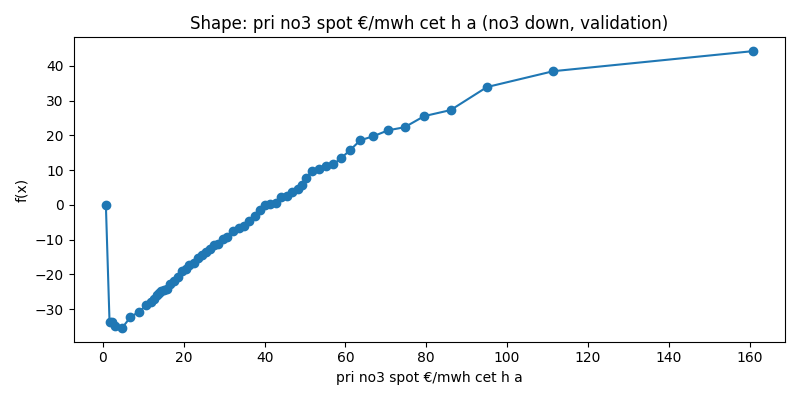 Shape: pri no3 spot €/mwh cet h a (no3 down, validation)
f(x)
40
30
20
10
0
−10
−20
−30
0 20 40 60 80 100 120 140 160
pri no3 spot €/mwh cet h a